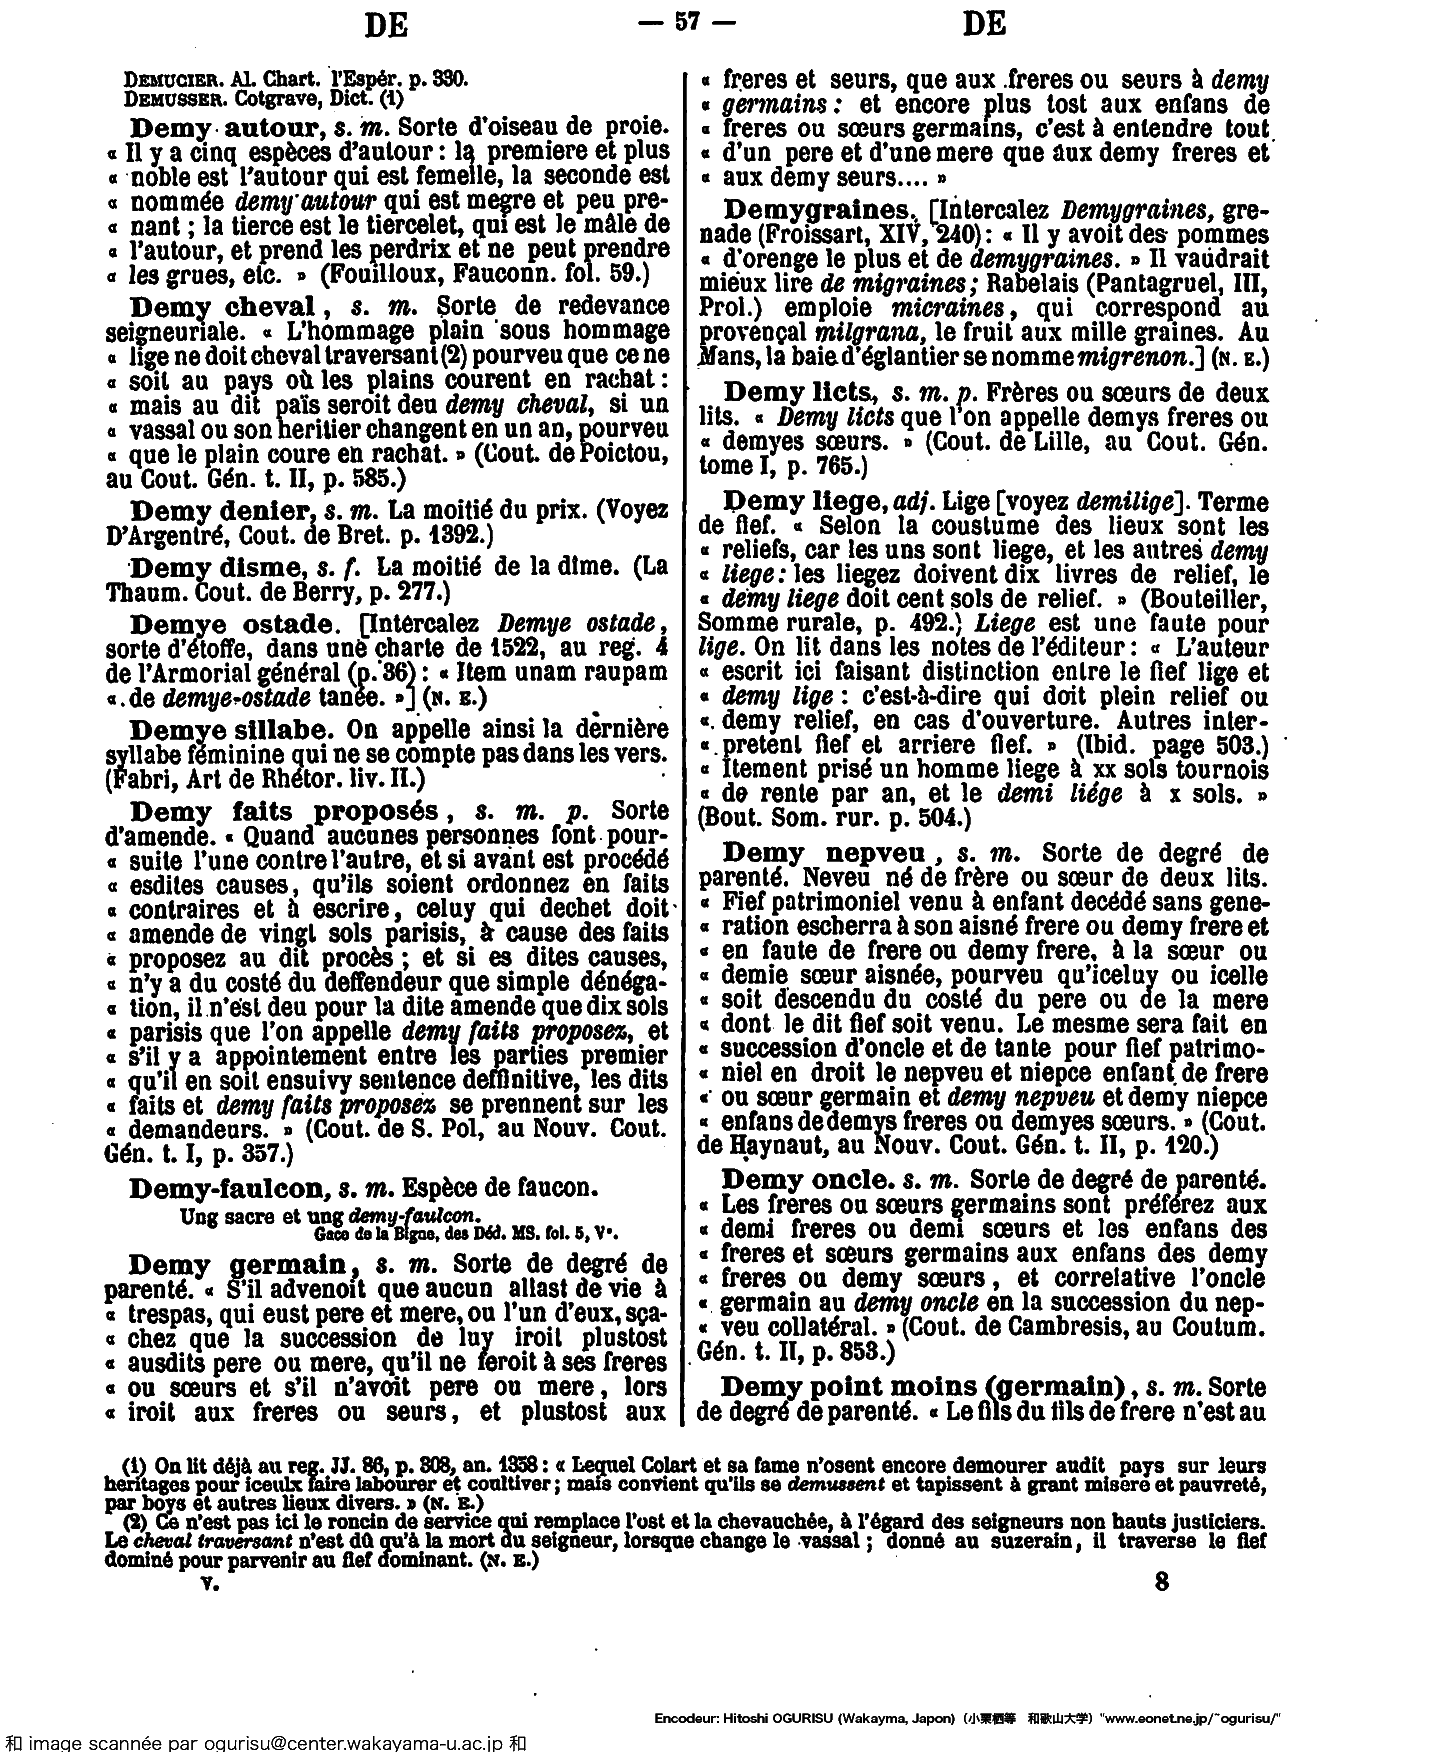 DE
— 57 —
DE
DEMUCIER. Al. Chart. l'Espér. p. 330.
DEMUSSER. Cotgrave, Dict. (1)
Demy autour, s. m. Sorte d'oiseau de proie.
« Il y a cinq espèces d'autour : la premiere et plus
« noble est l'autour qui est femelle, la seconde est
« nommée demy autour qui est megre et peu pre-
« nant ; la tierce est le tiercelet, qui est le mâle de
« l'autour, et prend les perdrix et ne peut prendre
« les grues, etc. » (Fouilloux, Fauconn. fol. 59.)
Demy cheval, s. m. Sorte de redevance
seigneuriale. « L'hommage plain sous hommage
« lige ne doit cheval traversant (2) pourveu que ce ne
« soit au pays où les plains courent en rachat :
« mais au dit païs seroit deu demy cheval, si un
« vassal ou son heritier changent en un an, pourveu
« que le plain coure en rachat. » (Cout. de Poictou,
au Cout. Gén. t. II, p. 585.)
Demy denier, s. m. La moitié du prix. (Voyez
D'Argentré, Cout. de Bret. p. 1392.)
Demy disme, s. f. La moitié de la dîme. (La
Thaum. Cout. de Berry, p. 277.)
Demye ostade. [Intercalez Demye ostade,
sorte d'étoffe, dans une charte de 1522, au reg. 4
de l'Armorial général (p. 36) : « Item unam raupam
« de demye-ostade tanée. »] (N. E.)
Demye sillabe. On appelle ainsi la dernière
syllabe féminine qui ne se compte pas dans les vers.
(Fabri, Art de Rhétor. liv. II.)
Demy faits proposés, s. m. p. Sorte
d'amende. « Quand aucunes personnes font pour-
« suite l'une contre l'autre, et si avant est procédé
« esdites causes, qu'ils soient ordonnez en faits
« contraires et à escrire, celuy qui dechet doit
« amende de vingt sols parisis, à cause des faits
« proposez au dit procès ; et si es dites causes,
« n'y a du costé du deffendeur que simple dénéga-
« tion, il n'est deu pour la dite amende que dix sols
« parisis que l'on appelle demy faits proposez, et
« s'il y a appointement entre les parties premier
« qu'il en soit ensuivy sentence deffinitive, les dits
« faits et demy faits proposez se prennent sur les
« demandeurs. » (Cout. de S. Pol, au Nouv. Cout.
Gén. t. I, p. 357.)
Demy-faulcon, s. m. Espèce de faucon.
Ung sacre et ung demy-faulcon.
Gace de la Bigne, des Déd. MS. fol. 5, V°.
Demy germain, s. m. Sorte de degré de
parenté. « S'il advenoit que aucun allast de vie à
« trespas, qui eust pere et mere, ou l'un d'eux, sça-
« chez que la succession de luy iroit plustost
« ausdits pere ou mere, qu'il ne feroit à ses freres
« ou sœurs et s'il n'avoit pere ou mere, lors
« iroit aux freres ou seurs, et plustost aux
« freres et seurs, que aux freres ou seurs à demy
« germains : et encore plus tost aux enfans de
« freres ou sœurs germains, c'est à entendre tout
« d'un pere et d'une mere que aux demy freres et
« aux demy seurs.... »
Demygraines. [Intercalez Demygraines, gre-
nade (Froissart, XIV, 240) : « Il y avoit des pommes
« d'orenge le plus et de demygraines. » Il vaudrait
mieux lire de migraines; Rabelais (Pantagruel, III,
Prol.) emploie micraines, qui correspond au
provençal milgrana, le fruit aux mille graines. Au
Mans, la baie d'églantier se nomme migrenon.] (N. E.)
Demy licts, s. m. p. Frères ou sœurs de deux
lits. « Demy licts que l'on appelle demys freres ou
« demyes sœurs. » (Cout. de Lille, au Cout. Gén.
tome I, p. 765.)
Demy liege, adj. Lige [voyez demilige]. Terme
de fief. « Selon la coustume des lieux sont les
« reliefs, car les uns sont liege, et les autres demy
« liege : les liegez doivent dix livres de relief, le
« demy liege doit cent sols de relief. » (Bouteiller,
Somme rurale, p. 492.) Liege est une faute pour
lige. On lit dans les notes de l'éditeur : « L'auteur
« escrit ici faisant distinction entre le fief lige et
« demy lige : c'est-à-dire qui doit plein relief ou
« demy relief, en cas d'ouverture. Autres inter-
« pretent fief et arriere fief. » (Ibid. page 503.)
« Itement prisé un homme liege à xx sols tournois
« de rente par an, et le demi liége à x sols. »
(Bout. Som. rur. p. 504.)
Demy nepveu, s. m. Sorte de degré de
parenté. Neveu né de frère ou sœur de deux lits.
« Fief patrimoniel venu à enfant decédé sans gene-
« ration escherra à son aisné frere ou demy frere et
« en faute de frere ou demy frere, à la sœur ou
« demie sœur aisnée, pourveu qu'iceluy ou icelle
« soit descendu du costé du pere ou de la mere
« dont le dit fief soit venu. Le mesme sera fait en
« succession d'oncle et de tante pour fief patrimo-
« niel en droit le nepveu et niepce enfant de frere
« ou sœur germain et demy nepveu et demy niepce
« enfans de demys freres ou demyes sœurs. » (Cout.
de Haynaut, au Nouv. Cout. Gén. t. II, p. 120.)
Demy oncle. s. m. Sorte de degré de parenté.
« Les freres ou sœurs germains sont préférez aux
« demi freres ou demi sœurs et les enfans des
« freres et sœurs germains aux enfans des demy
« freres ou demy sœurs, et correlative l'oncle
« germain au demy oncle en la succession du nep-
« veu collatéral. » (Cout. de Cambresis, au Coutum.
Gén. t. II, p. 853.)
Demy point moins (germain), s. m. Sorte
de degré de parenté. « Le fils du fils de frere n'est au
(1) On lit déjà au reg. JJ. 86, p. 308, an. 1358 : « Lequel Colart et sa fame n'osent encore demourer audit pays sur leurs
heritages pour iceulx faire labourer et coultiver ; mais convient qu'ils se demussent et tapissent à grant misere et pauvreté,
par boys et autres lieux divers. » (N. E.)
(2) Ce n'est pas ici le roncin de service qui remplace l'ost et la chevauchée, à l'égard des seigneurs non hauts justiciers.
Le cheval traversant n'est dû qu'à la mort du seigneur, lorsque change le vassal ; donné au suzerain, il traverse le fief
dominé pour parvenir au fief dominant. (N. E.)
V.
8
Encodeur: Hitoshi OGURISU (Wakayma, Japon) (小栗栖等 和歌山大学) "www.eonet.ne.jp/~ogurisu/"
和 image scannée par ogurisu@center.wakayama-u.ac.jp 和